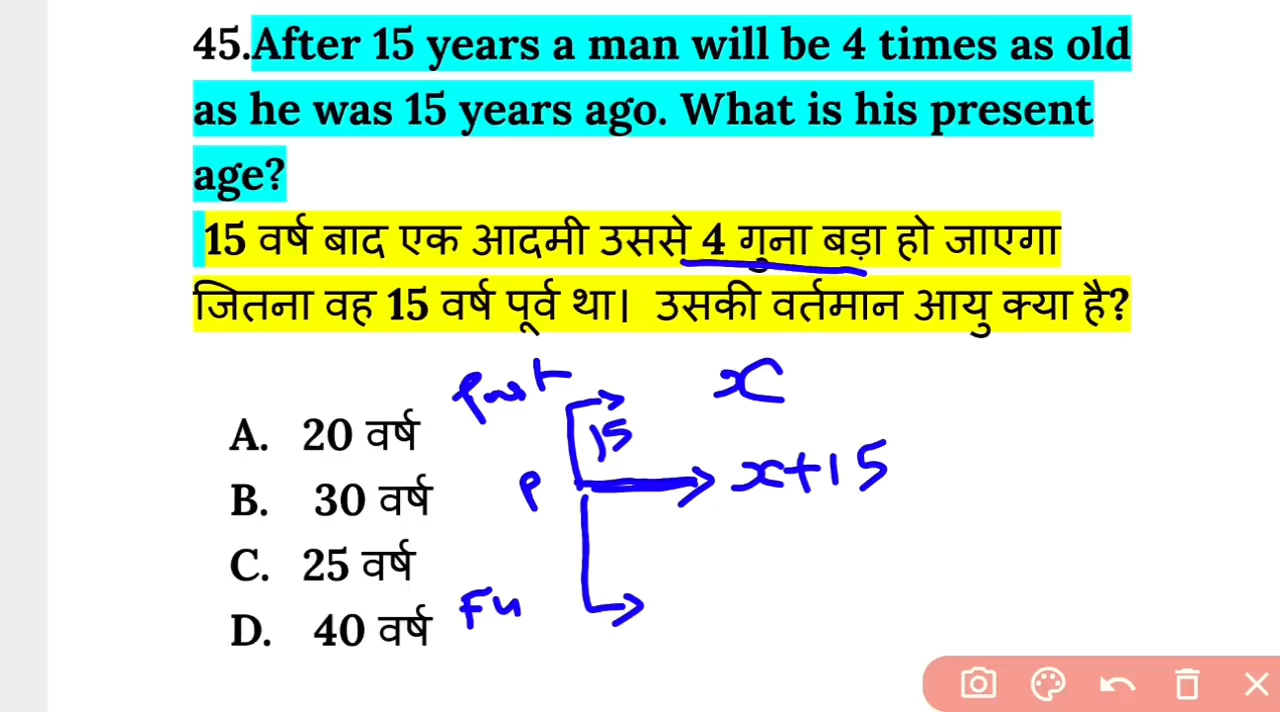 45.After 15 years a man will be 4 times as old
as he was 15 years ago. What is his present
age?
15 वर्ष बाद एक आदमी उससे 4 गुना बड़ा हो जाएगा
जितना वह 15 वर्ष पूर्व था। उसकी वर्तमान आयु क्या है?
Past x
A. 20 वर्ष 15
P x+15
B. 30 वर्ष
C. 25 वर्ष
Fu
D. 40 वर्ष